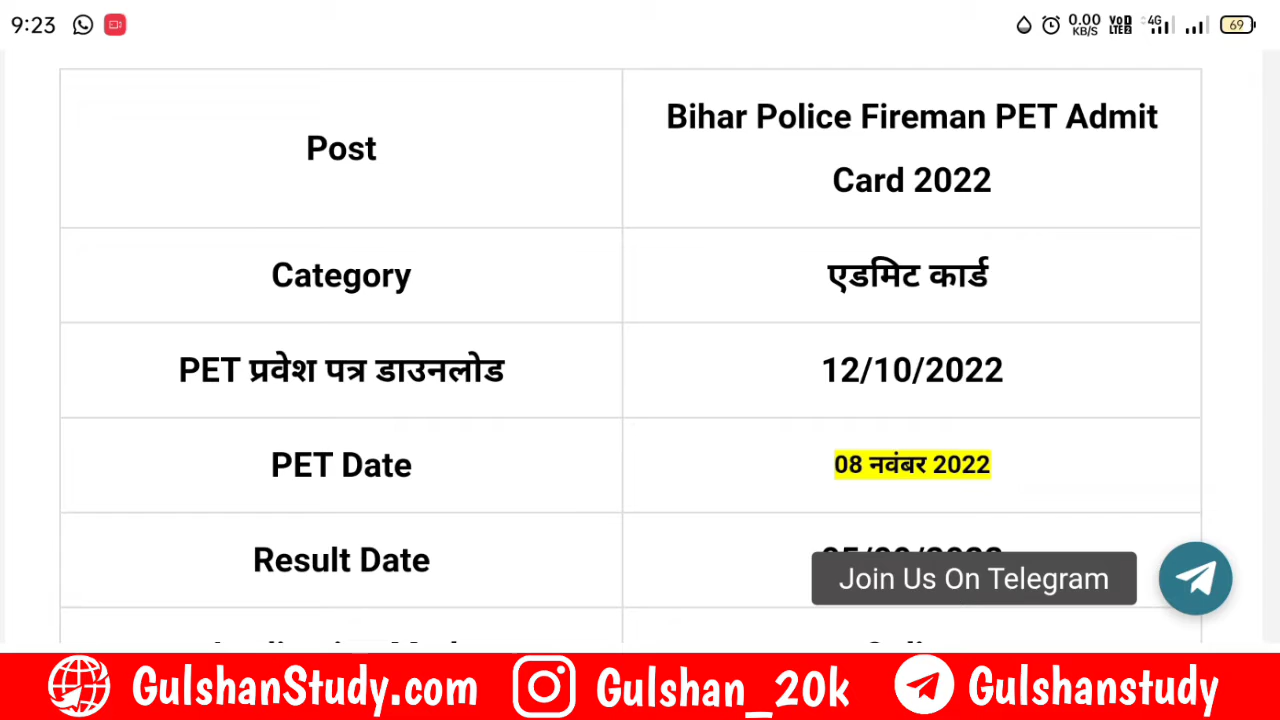 9:23 0.00 KB/S VoD LTE2 4G 69
Post
Bihar Police Fireman PET Admit
Card 2022
Category
एडमिट कार्ड
PET प्रवेश पत्र डाउनलोड
12/10/2022
PET Date
08 नवंबर 2022
Result Date
Join Us On Telegram
GulshanStudy.com Gulshan_20k Gulshanstudy